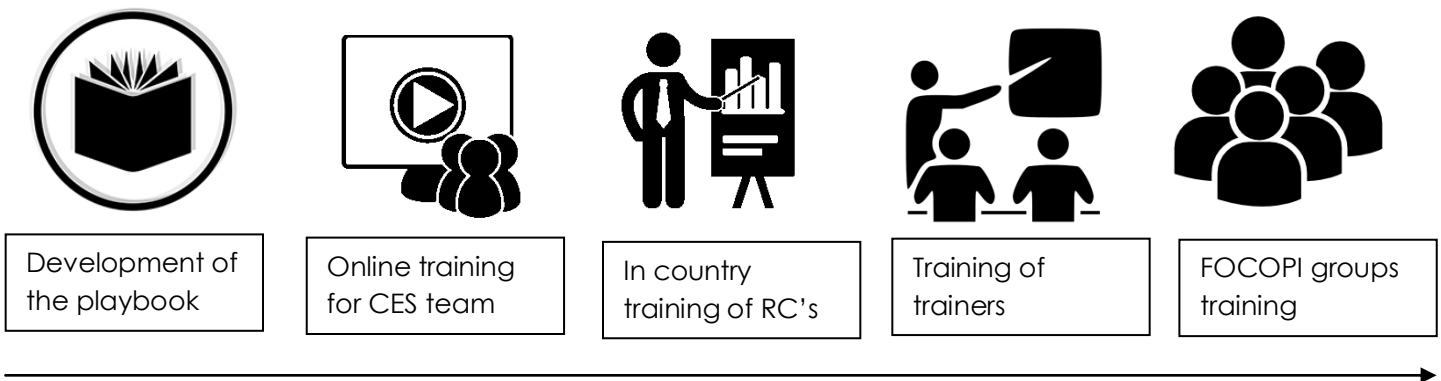 Development of
the playbook
Online training
for CES team
In country
training of RC's
Training of
trainers
FOCOPI groups
training